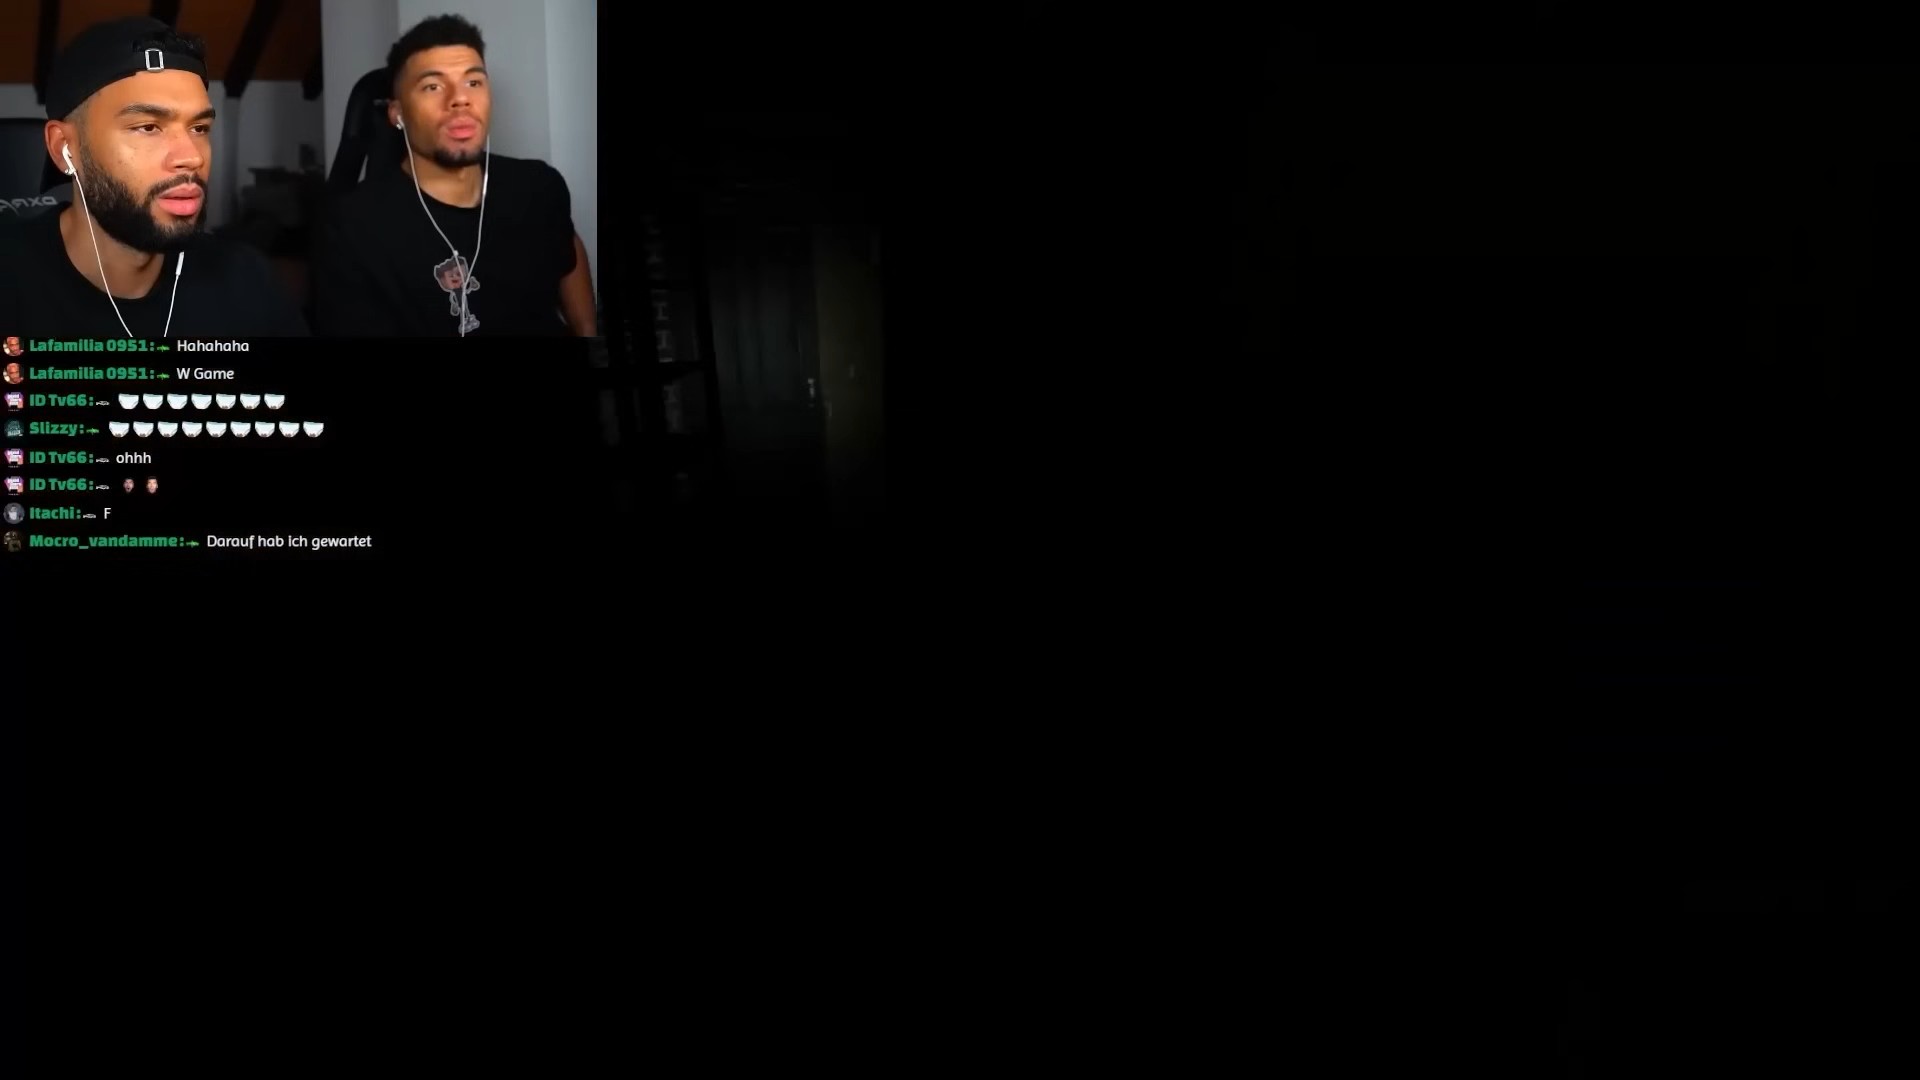 Lafamilia 0951: Hahahaha
Lafamilia 0951: W Game
ID Tv66:
Slizzy:
ID Tv66: ohhh
ID Tv66:
Itachi: F
Mocro_vandamme: Darauf hab ich gewartet